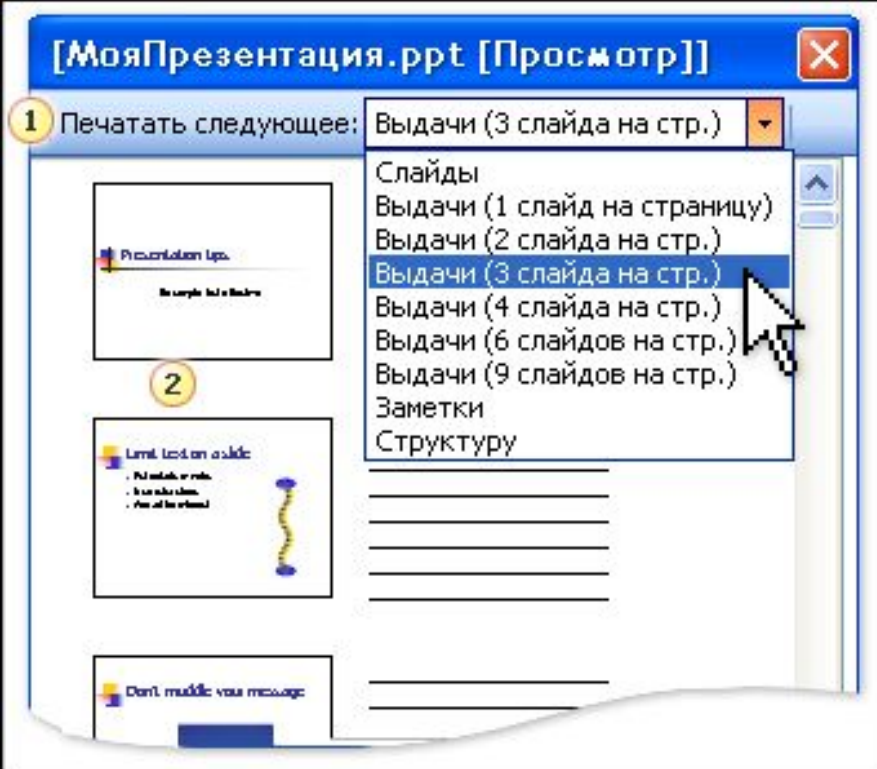 [МояПрезентация.ppt [Просмотр]]
1 Печатать следующее: Выдачи (3 слайда на стр.)
Слайды
Выдачи (1 слайд на страницу)
Выдачи (2 слайда на стр.)
Выдачи (3 слайда на стр.)
Выдачи (4 слайда на стр.)
Выдачи (6 слайдов на стр.)
Выдачи (9 слайдов на стр.)
Заметки
Структуру
Presentation tips
2
Limit text on a slide
Don't muddle your message